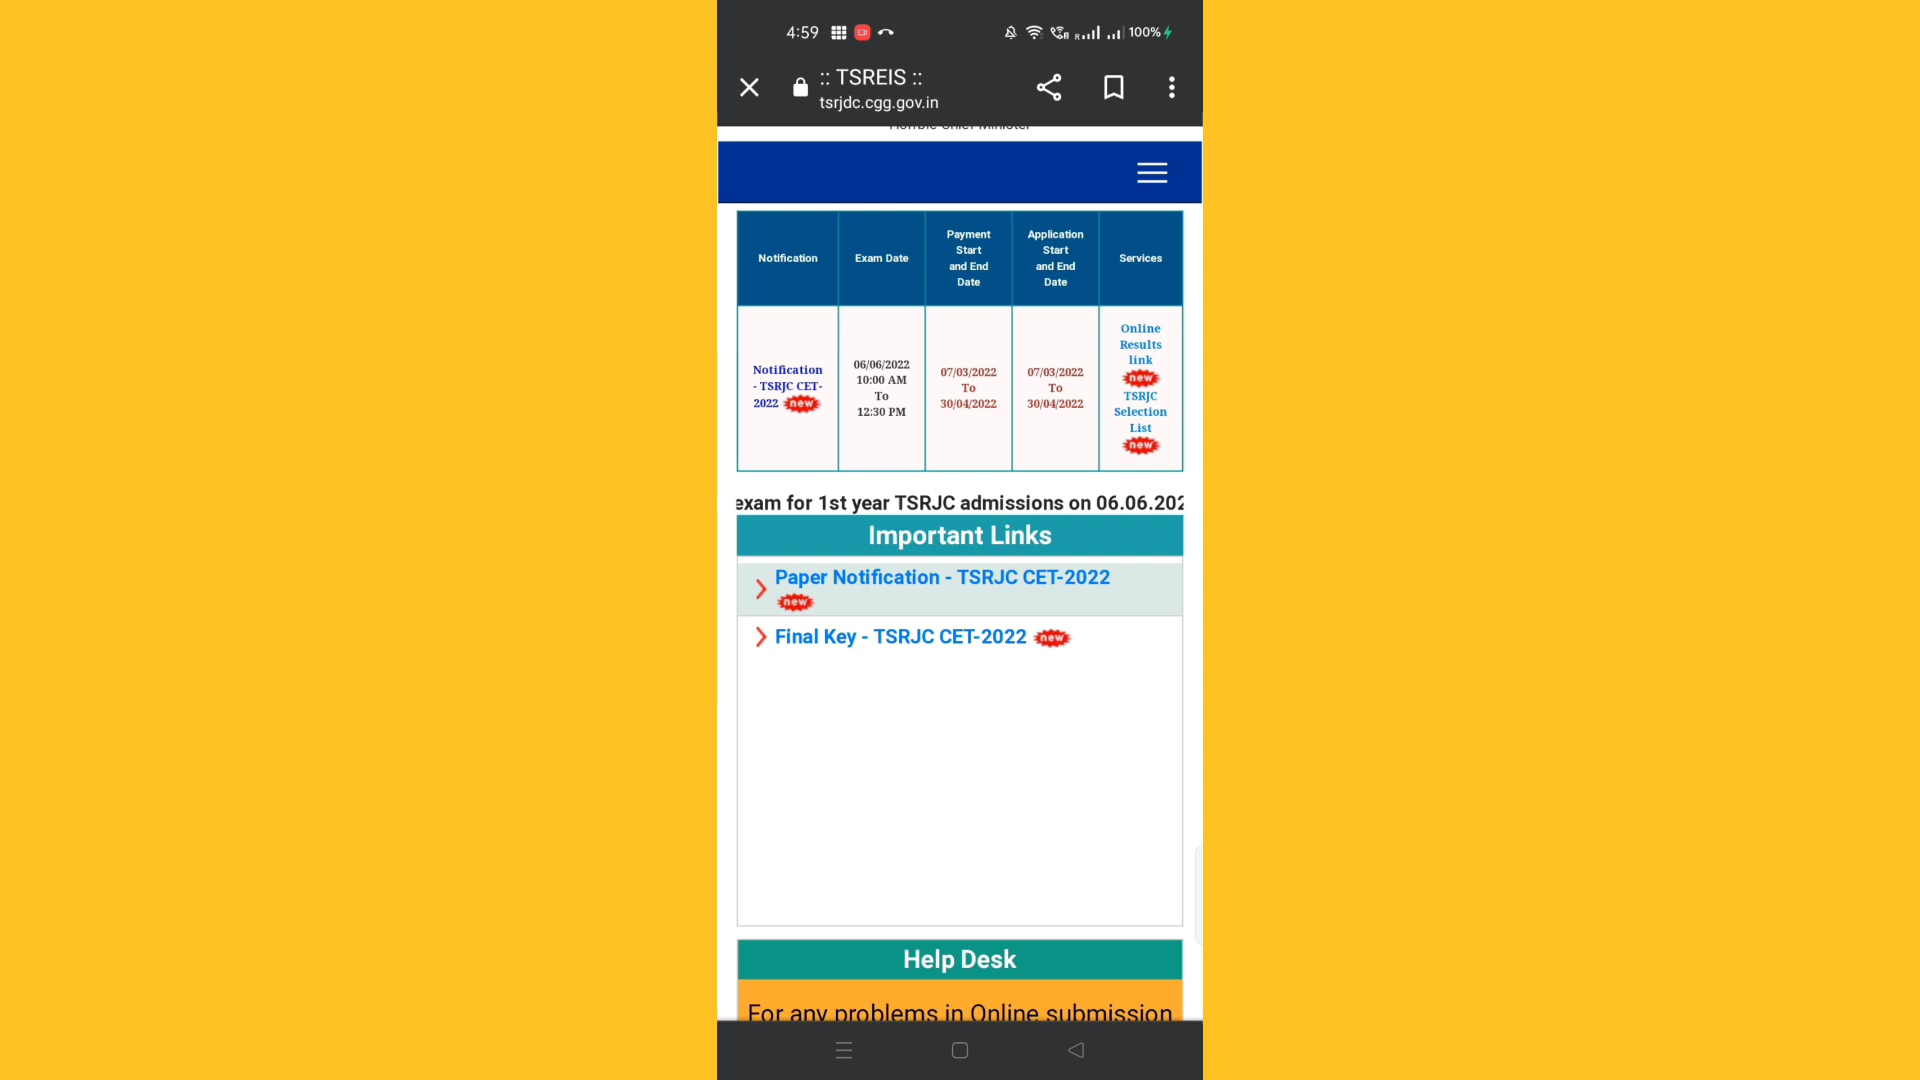 4:59
100%
:: TSREIS ::
tsrjdc.cgg.gov.in
Notification
Exam Date
Payment
Start
and End
Date
Application
Start
and End
Date
Services
Notification
- TSRJC CET-
2022 new
06/06/2022
10:00 AM
To
12:30 PM
07/03/2022
To
30/04/2022
07/03/2022
To
30/04/2022
Online
Results
link
new
TSRJC
Selection
List
new
exam for 1st year TSRJC admissions on 06.06.202
Important Links
Paper Notification - TSRJC CET-2022
new
Final Key - TSRJC CET-2022 new
Help Desk
For any problems in Online submission